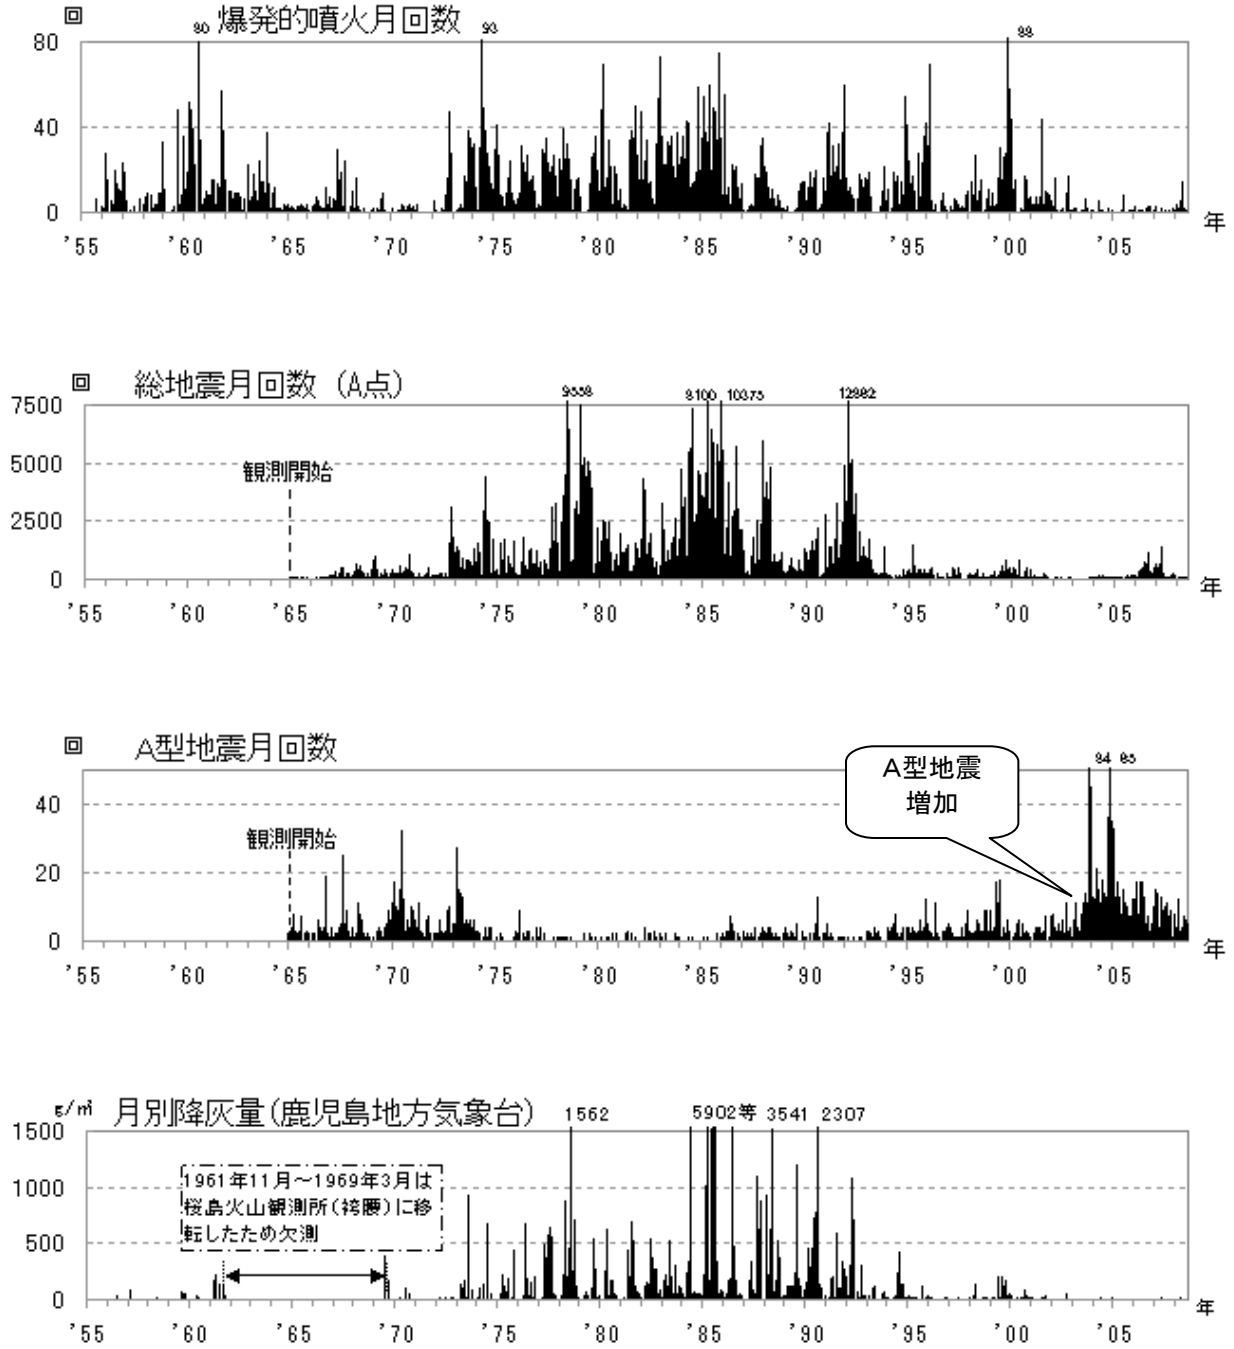 回 爆発的噴火月回数
93
88
80
40
0
'55 '60 '65 '70 '75 '80 '85 '90 '95 '00 '05 年
回 総地震月回数（A点）
9558 10375
7500
5000
2500
0
観測開始
'55 '60 '65 '70 '75 '80 '85 '90 '95 '00 '05 年
回 A型地震月回数
A型地震
増加
40
20
0
観測開始
'55 '60 '65 '70 '75 '80 '85 '90 '95 '00 '05 年
g/㎡ 月別降灰量(鹿児島地方気象台) 1562 5902等 3541 2307
1500
1000
500
0
1961年11月～1969年3月は
桜島火山観測所(袴腰)に移
転したため欠測
'55 '60 '65 '70 '75 '80 '85 '90 '95 '00 '05 年